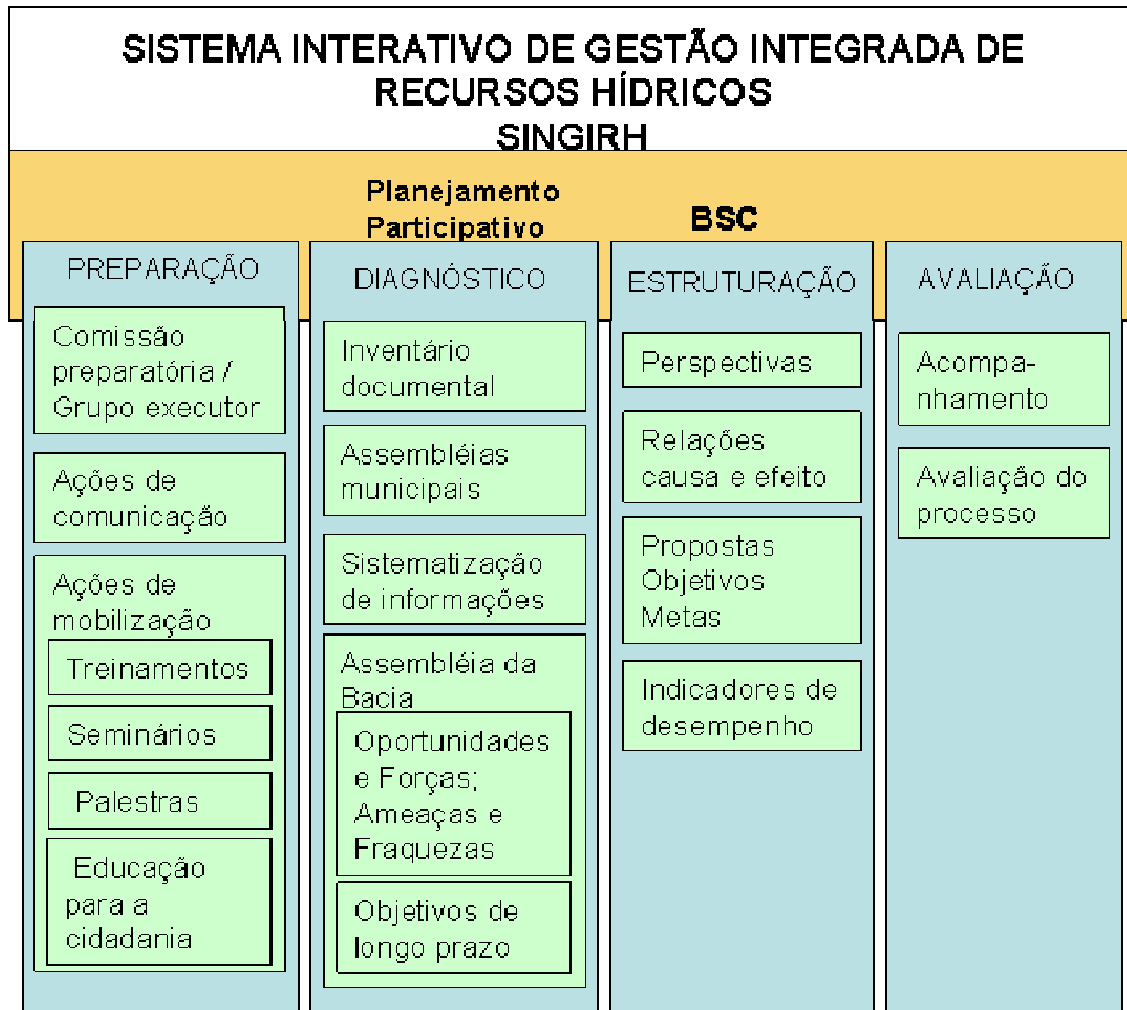 SISTEMA INTERATIVO DE GESTÃO INTEGRADA DE
RECURSOS HÍDRICOS
SINGIRH
Planejamento
Participativo
BSC
PREPARAÇÃO
Comissão
preparatória /
Grupo executor
Ações de
comunicação
Ações de
mobilização
Treinamentos
Seminários
Palestras
Educação
para a
cidadania
DIAGNÓSTICO
Inventário
documental
Assembléias
municipais
Sistematização
de informações
Assembléia da
Bacia
Oportunidades
e Forças;
Ameaças e
Fraquezas
Objetivos de
longo prazo
ESTRUTURAÇÃO
Perspectivas
Relações
causa e efeito
Propostas
Objetivos
Metas
Indicadores de
desempenho
AVALIAÇÃO
Acompa-
nhamento
Avaliação do
processo